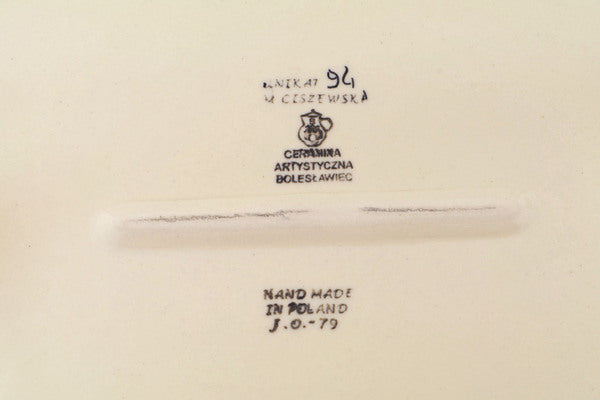 UNIKAT 94
M CISZEWSKA
CERAMIKA
ARTYSTYCZNA
BOLESŁAWIEC
HAND MADE
IN POLAND
J.O.-79